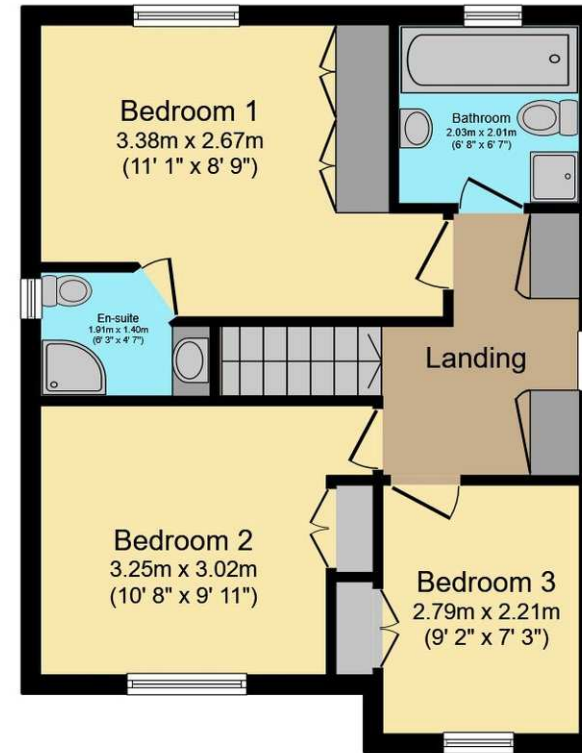 Bedroom 1
3.38m x 2.67m
(11' 1" x 8' 9")
Bathroom
2.03m x 2.01m
(6' 8" x 6' 7")
En-suite
1.91m x 1.40m
(6' 3" x 4' 7")
Landing
Bedroom 2
3.25m x 3.02m
(10' 8" x 9' 11")
Bedroom 3
2.79m x 2.21m
(9' 2" x 7' 3")